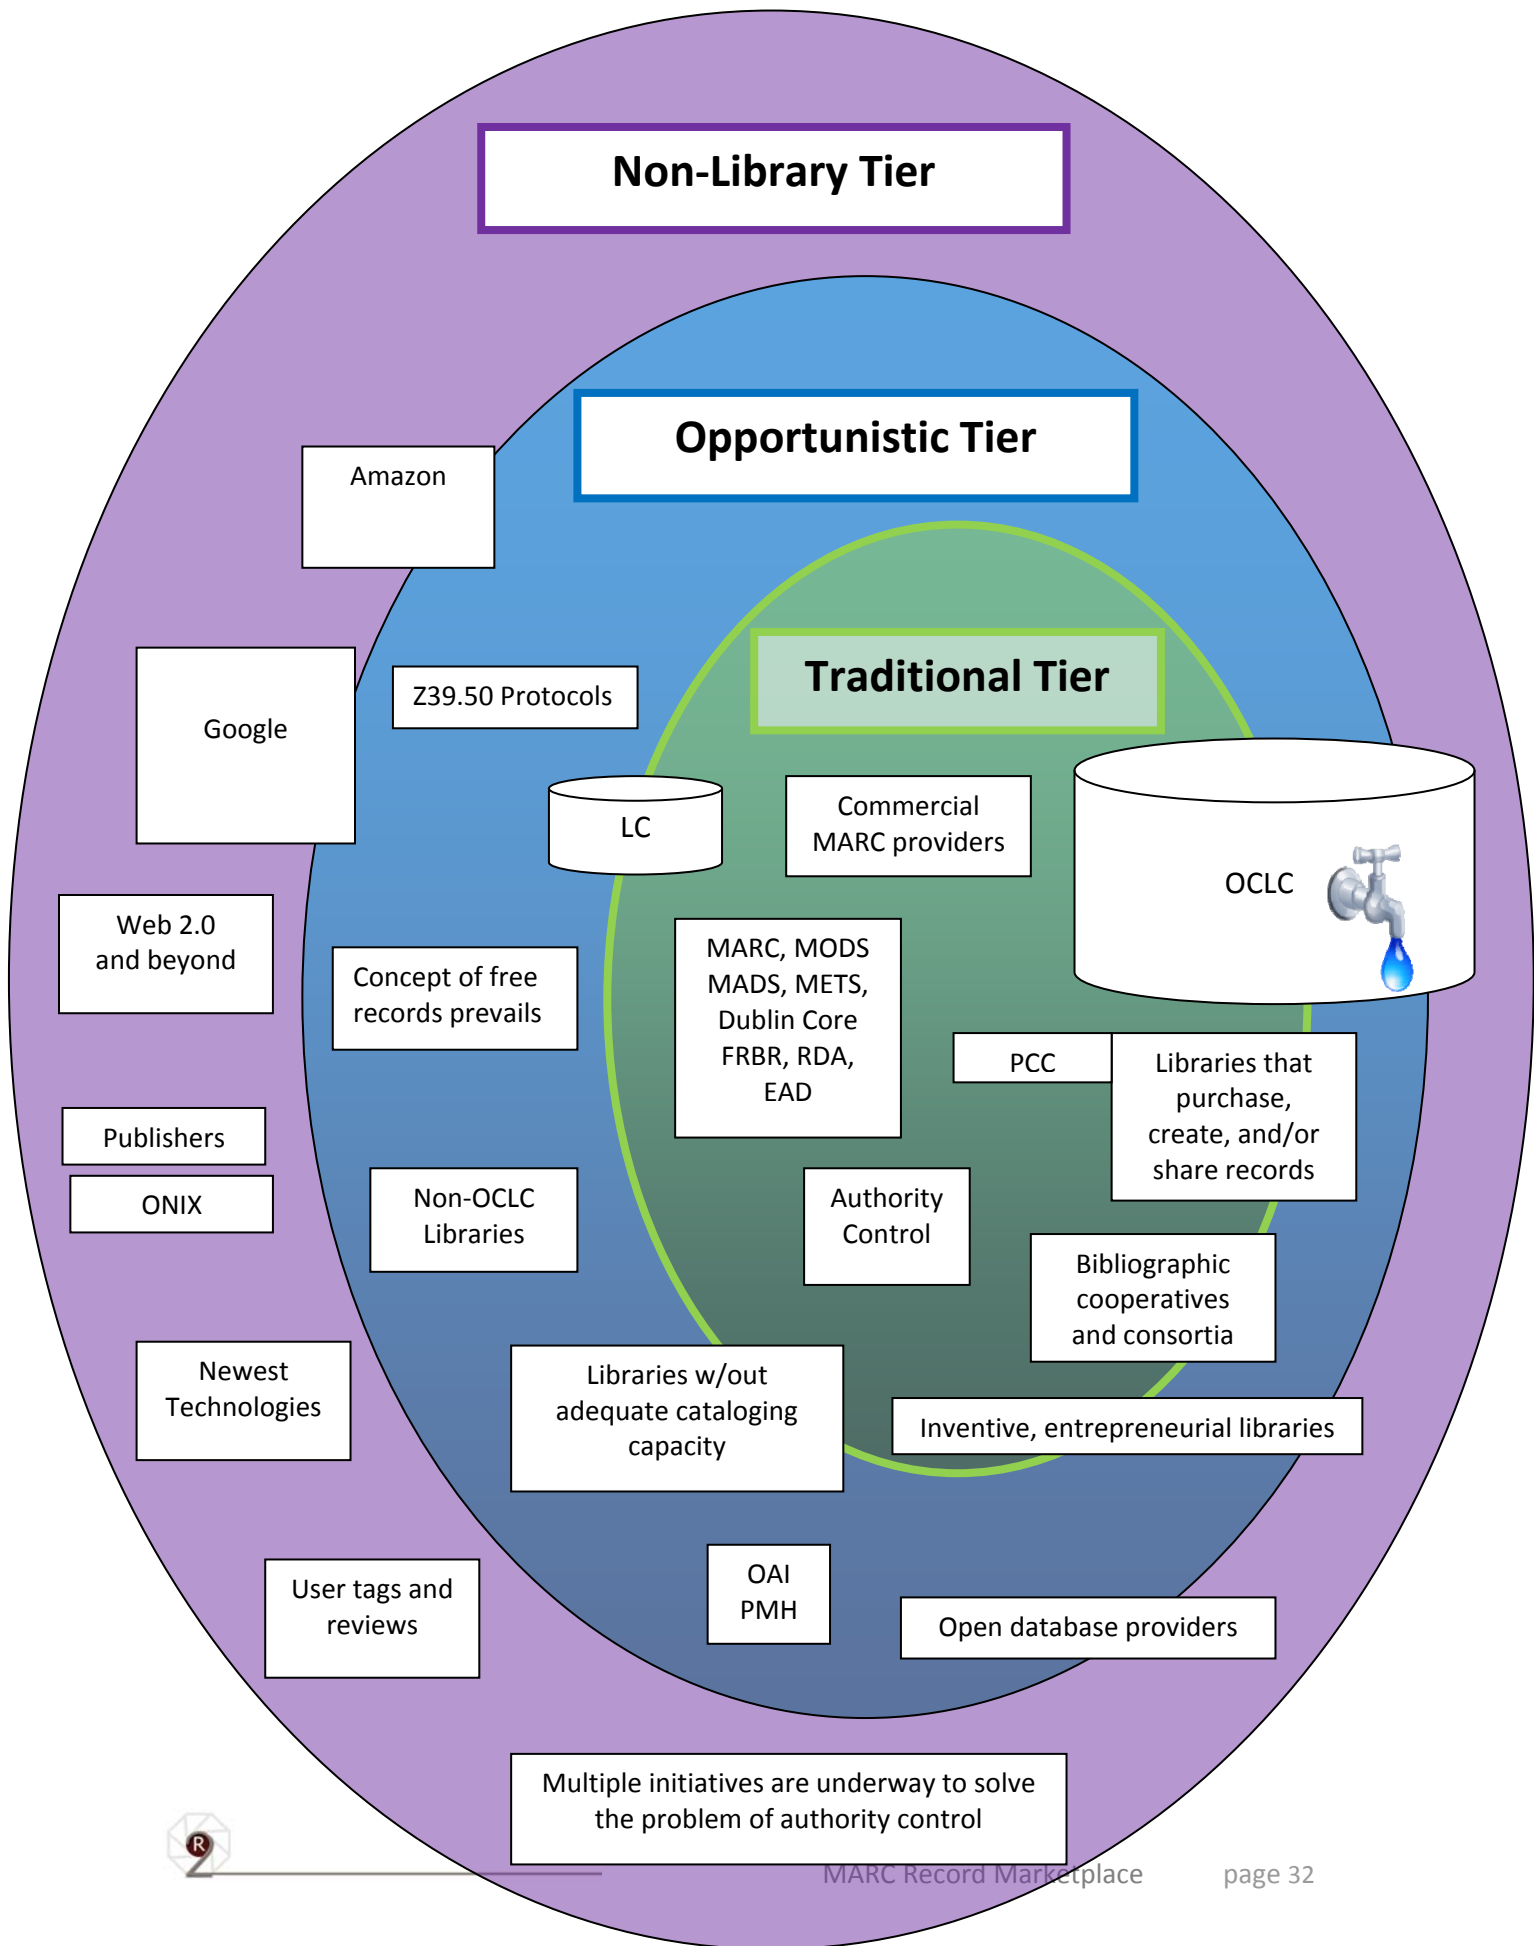 Non-Library Tier
Opportunistic Tier
Amazon
Traditional Tier
Z39.50 Protocols
Google
LC
Commercial
MARC providers
OCLC
Web 2.0
and beyond
Concept of free
records prevails
MARC, MODS
MADS, METS,
Dublin Core
FRBR, RDA,
EAD
PCC
Libraries that
purchase,
create, and/or
share records
Publishers
ONIX
Non-OCLC
Libraries
Authority
Control
Bibliographic
cooperatives
and consortia
Newest
Technologies
Libraries w/out
adequate cataloging
capacity
Inventive, entrepreneurial libraries
User tags and
reviews
OAI
PMH
Open database providers
Multiple initiatives are underway to solve
the problem of authority control
R2
MARC Record Marketplace page 32